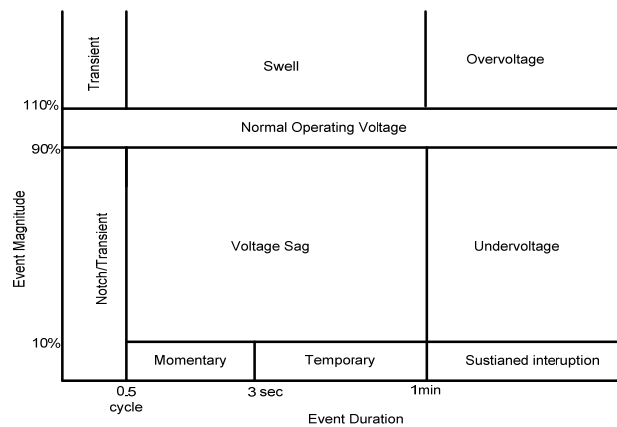 Transient
Swell
Overvoltage
110%
Normal Operating Voltage
90%
Event Magnitude
Notch/Transient
Voltage Sag
Undervoltage
10%
Momentary
Temporary
Sustianed interuption
0.5
cycle
3 sec
1min
Event Duration